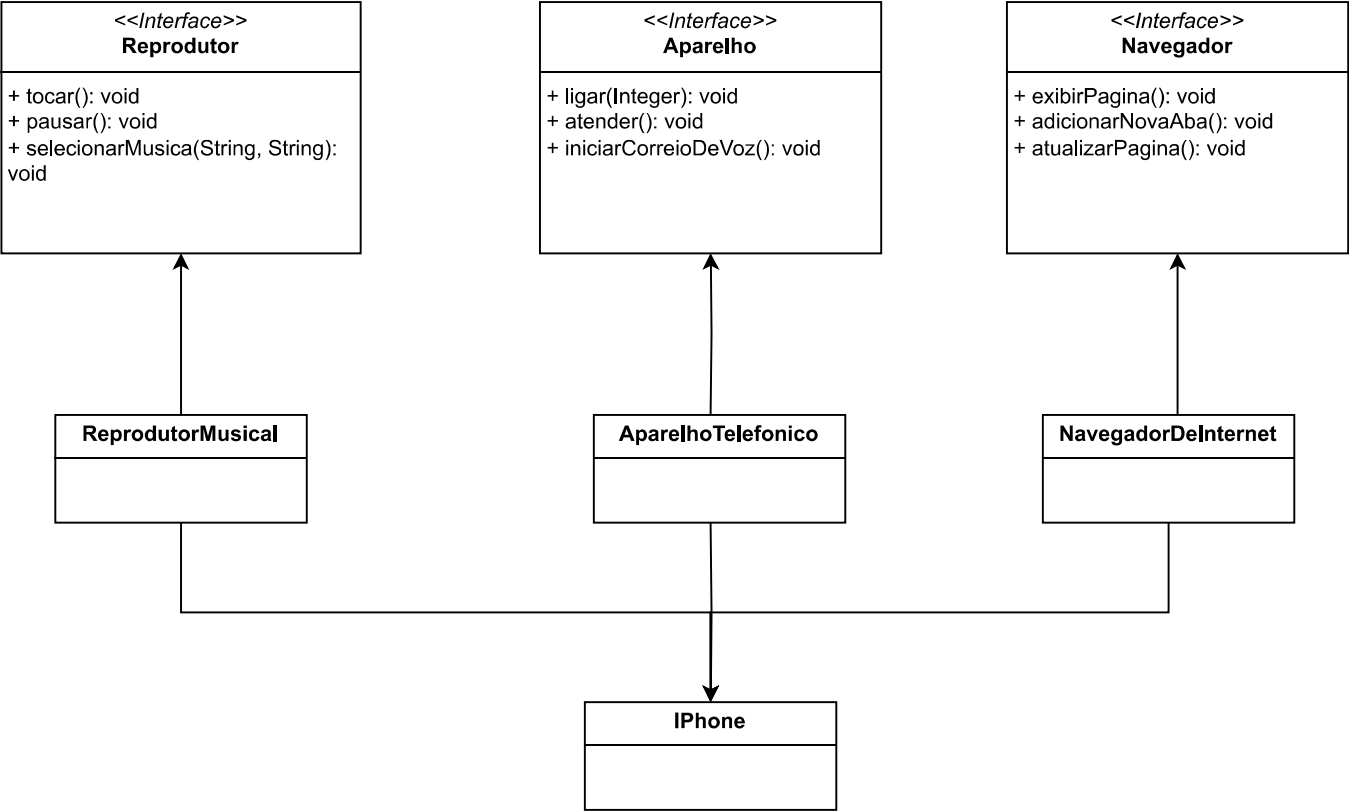 <<Interface>>
Reprodutor
+ tocar(): void
+ pausar(): void
+ selecionarMusica(String, String):
void
<<Interface>>
Aparelho
+ ligar(Integer): void
+ atender(): void
+ iniciarCorreioDeVoz(): void
<<Interface>>
Navegador
+ exibirPagina(): void
+ adicionarNovaAba(): void
+ atualizarPagina(): void
ReprodutorMusical
AparelhoTelefonico
NavegadorDeInternet
IPhone